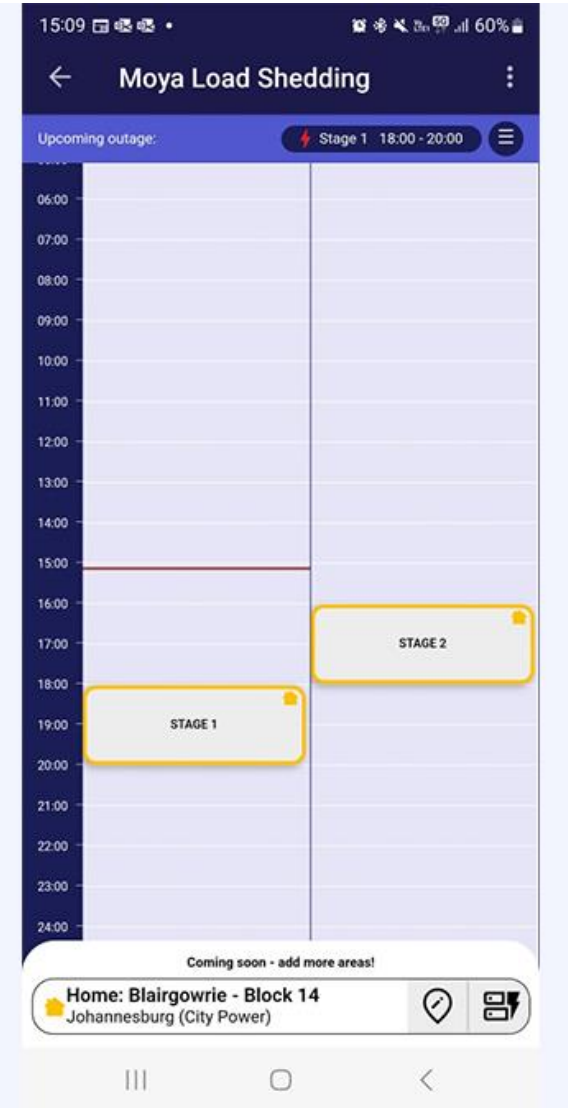 15:09 60%
Moya Load Shedding
Upcoming outage: Stage 1 18:00 - 20:00
06:00
07:00
08:00
09:00
10:00
11:00
12:00
13:00
14:00
15:00
16:00
17:00 STAGE 2
18:00
19:00 STAGE 1
20:00
21:00
22:00
23:00
24:00
Coming soon - add more areas!
Home: Blairgowrie - Block 14
Johannesburg (City Power)